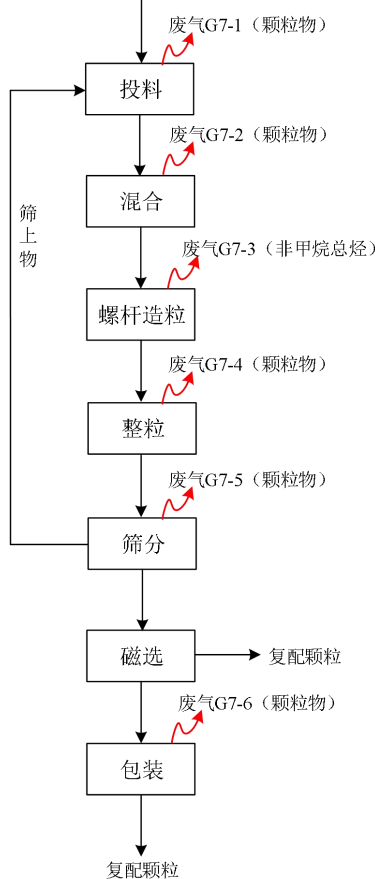 废气G7-1（颗粒物）
投料
废气G7-2（颗粒物）
混合
筛上物
废气G7-3（非甲烷总烃）
螺杆造粒
废气G7-4（颗粒物）
整粒
废气G7-5（颗粒物）
筛分
磁选
复配颗粒
废气G7-6（颗粒物）
包装
复配颗粒